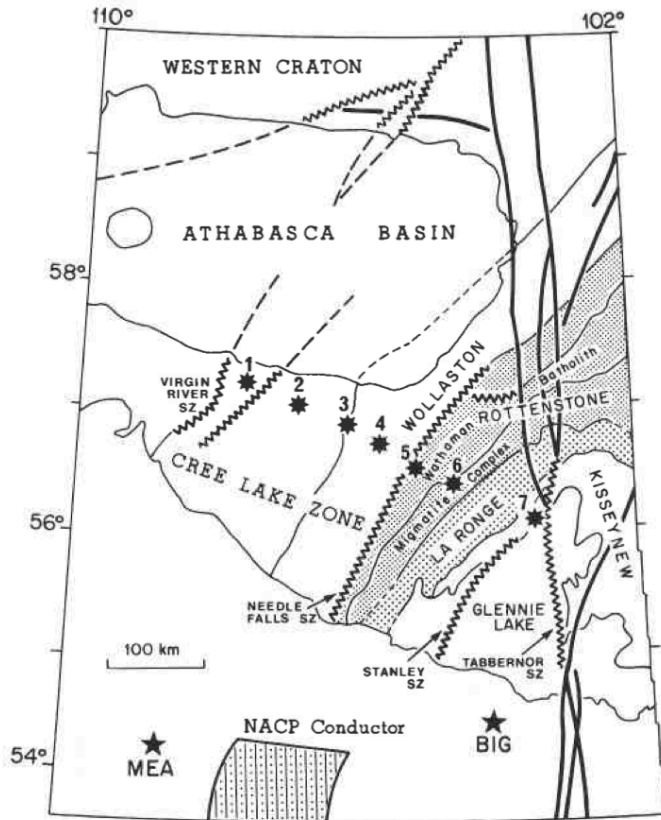 110°
102°
WESTERN CRATON
ATHABASCA BASIN
58°
VIRGIN
RIVER
SZ
1
2
3
4
5
6
7
WOLLASTON
Wathaman
Batholith
ROTTENSTONE
Migmatite Complex
CREE LAKE ZONE
LA RONGE
KISSEYNEW
56°
NEEDLE
FALLS SZ
GLENNIE
LAKE
100 km
STANLEY
SZ
TABBERNOR
SZ
NACP Conductor
54°
MEA
BIG